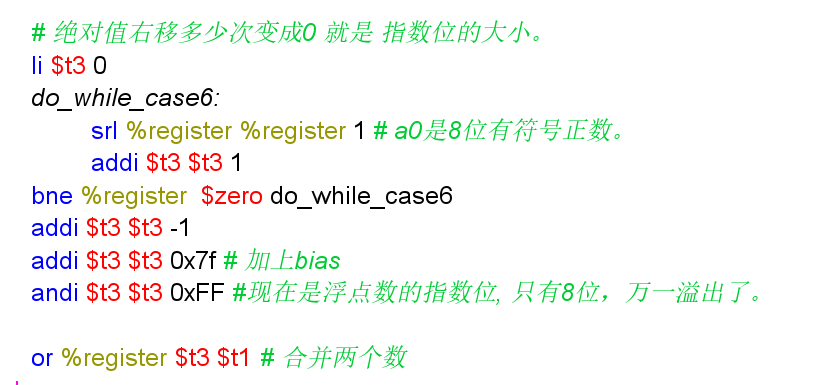 # 绝对值右移多少次变成0 就是 指数位的大小。
li $t3 0
do_while_case6:
srl %register %register 1 # a0是8位有符号正数。
addi $t3 $t3 1
bne %register $zero do_while_case6
addi $t3 $t3 -1
addi $t3 $t3 0x7f # 加上bias
andi $t3 $t3 0xFF #现在是浮点数的指数位, 只有8位，万一溢出了。
or %register $t3 $t1 # 合并两个数